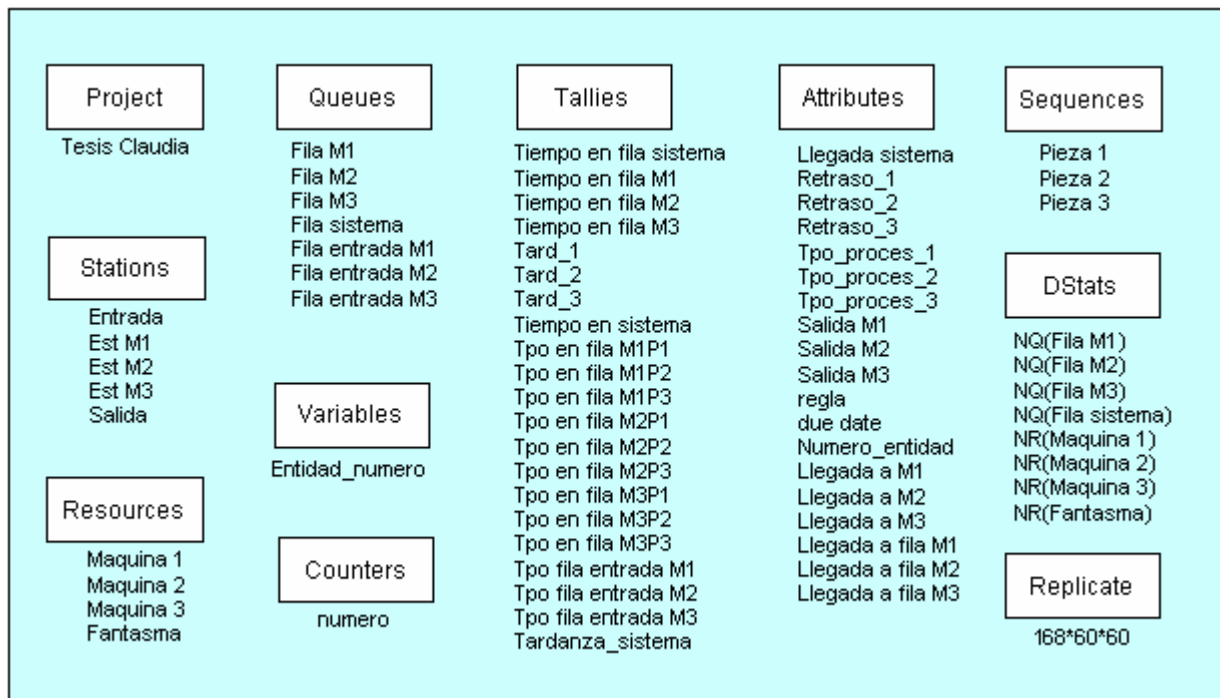 Project
Tesis Claudia
Stations
Entrada
Est M1
Est M2
Est M3
Salida
Resources
Maquina 1
Maquina 2
Maquina 3
Fantasma
Queues
Fila M1
Fila M2
Fila M3
Fila sistema
Fila entrada M1
Fila entrada M2
Fila entrada M3
Variables
Entidad_numero
Counters
numero
Tallies
Tiempo en fila sistema
Tiempo en fila M1
Tiempo en fila M2
Tiempo en fila M3
Tard_1
Tard_2
Tard_3
Tiempo en sistema
Tpo en fila M1P1
Tpo en fila M1P2
Tpo en fila M1P3
Tpo en fila M2P1
Tpo en fila M2P2
Tpo en fila M2P3
Tpo en fila M3P1
Tpo en fila M3P2
Tpo en fila M3P3
Tpo fila entrada M1
Tpo fila entrada M2
Tpo fila entrada M3
Tardanza_sistema
Attributes
Llegada sistema
Retraso_1
Retraso_2
Retraso_3
Tpo_proces_1
Tpo_proces_2
Tpo_proces_3
Salida M1
Salida M2
Salida M3
regla
due date
Numero_entidad
Llegada a M1
Llegada a M2
Llegada a M3
Llegada a fila M1
Llegada a fila M2
Llegada a fila M3
Sequences
Pieza 1
Pieza 2
Pieza 3
DStats
NQ(Fila M1)
NQ(Fila M2)
NQ(Fila M3)
NQ(Fila sistema)
NR(Maquina 1)
NR(Maquina 2)
NR(Maquina 3)
NR(Fantasma)
Replicate
168*60*60